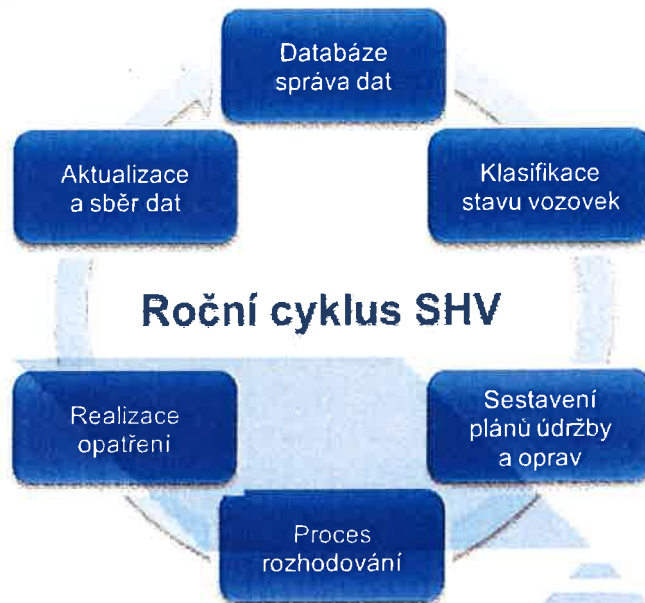 Databáze
správa dat
Aktualizace
a sběr dat
Klasifikace
stavu vozovek
Roční cyklus SHV
Realizace
opatření
Sestavení
plánů údržby
a oprav
Proces
rozhodování